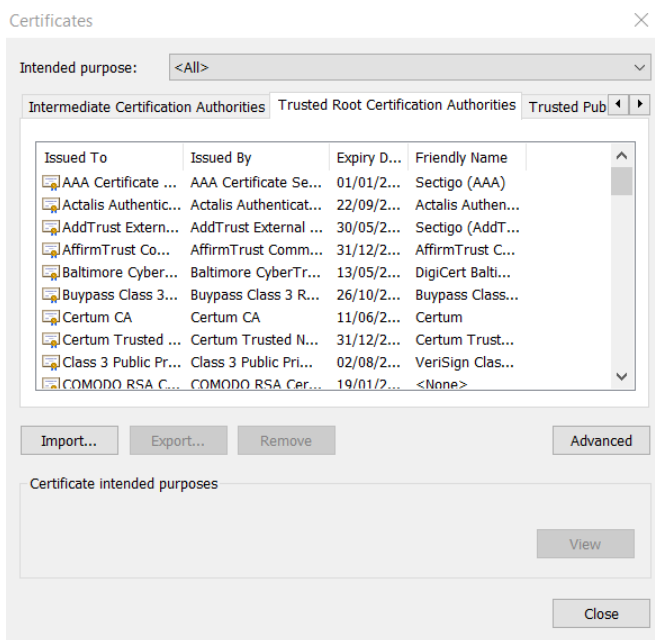 Certificates
Intended purpose: <All>
Intermediate Certification Authorities Trusted Root Certification Authorities Trusted Pub
Issued To Issued By Expiry D... Friendly Name
AAA Certificate ... AAA Certificate Se... 01/01/2... Sectigo (AAA)
Actalis Authentic... Actalis Authenticat... 22/09/2... Actalis Authen...
AddTrust Extern... AddTrust External ... 30/05/2... Sectigo (AddT...
AffirmTrust Co... AffirmTrust Comm... 31/12/2... AffirmTrust C...
Baltimore Cyber... Baltimore CyberTr... 13/05/2... DigiCert Balti...
Buypass Class 3... Buypass Class 3 R... 26/10/2... Buypass Class...
Certum CA Certum CA 11/06/2... Certum
Certum Trusted ... Certum Trusted N... 31/12/2... Certum Trust...
Class 3 Public Pr... Class 3 Public Pri... 02/08/2... VeriSign Clas...
COMODO RSA C... COMODO RSA Cer... 19/01/2... <None>
Import... Export... Remove Advanced
Certificate intended purposes
View
Close